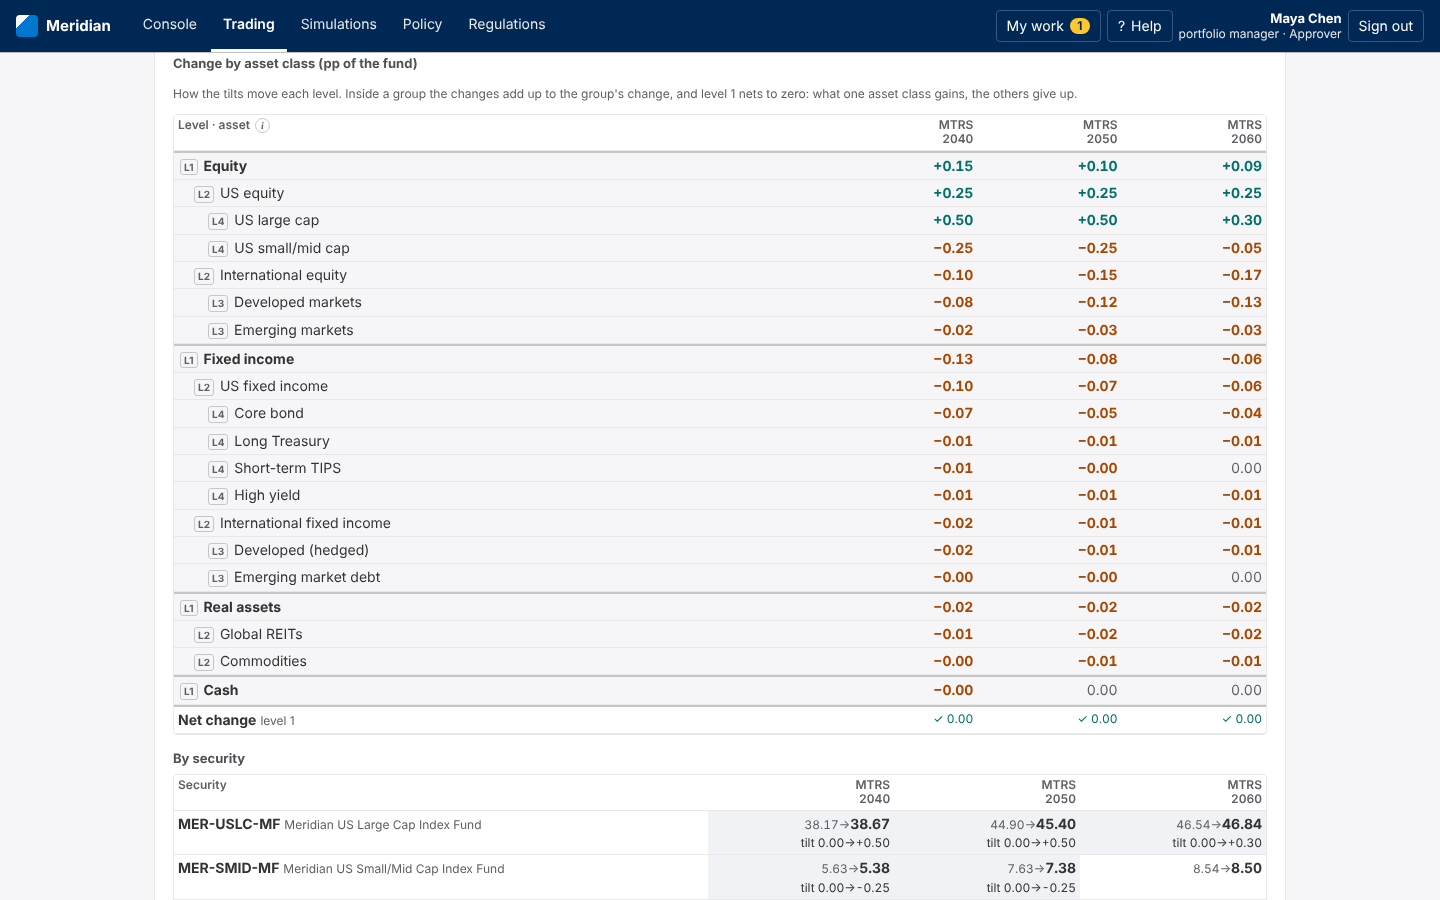 Meridian Console Trading Simulations Policy Regulations My work 1 ? Help Maya Chen Sign out
portfolio manager · Approver
Change by asset class (pp of the fund)
How the tilts move each level. Inside a group the changes add up to the group's change, and level 1 nets to zero: what one asset class gains, the others give up.
Level · asset i MTRS 2040 MTRS 2050 MTRS 2060
L1 Equity +0.15 +0.10 +0.09
L2 US equity +0.25 +0.25 +0.25
L4 US large cap +0.50 +0.50 +0.30
L4 US small/mid cap −0.25 −0.25 −0.05
L2 International equity −0.10 −0.15 −0.17
L3 Developed markets −0.08 −0.12 −0.13
L3 Emerging markets −0.02 −0.03 −0.03
L1 Fixed income −0.13 −0.08 −0.06
L2 US fixed income −0.10 −0.07 −0.06
L4 Core bond −0.07 −0.05 −0.04
L4 Long Treasury −0.01 −0.01 −0.01
L4 Short-term TIPS −0.01 −0.00 0.00
L4 High yield −0.01 −0.01 −0.01
L2 International fixed income −0.02 −0.01 −0.01
L3 Developed (hedged) −0.02 −0.01 −0.01
L3 Emerging market debt −0.00 −0.00 0.00
L1 Real assets −0.02 −0.02 −0.02
L2 Global REITs −0.01 −0.02 −0.02
L2 Commodities −0.00 −0.01 −0.01
L1 Cash −0.00 0.00 0.00
Net change level 1 ✓ 0.00 ✓ 0.00 ✓ 0.00
By security
Security MTRS 2040 MTRS 2050 MTRS 2060
MER-USLC-MF Meridian US Large Cap Index Fund 38.17→38.67 44.90→45.40 46.54→46.84
tilt 0.00→+0.50 tilt 0.00→+0.50 tilt 0.00→+0.30
MER-SMID-MF Meridian US Small/Mid Cap Index Fund 5.63→5.38 7.63→7.38 8.54→8.50
tilt 0.00→-0.25 tilt 0.00→-0.25